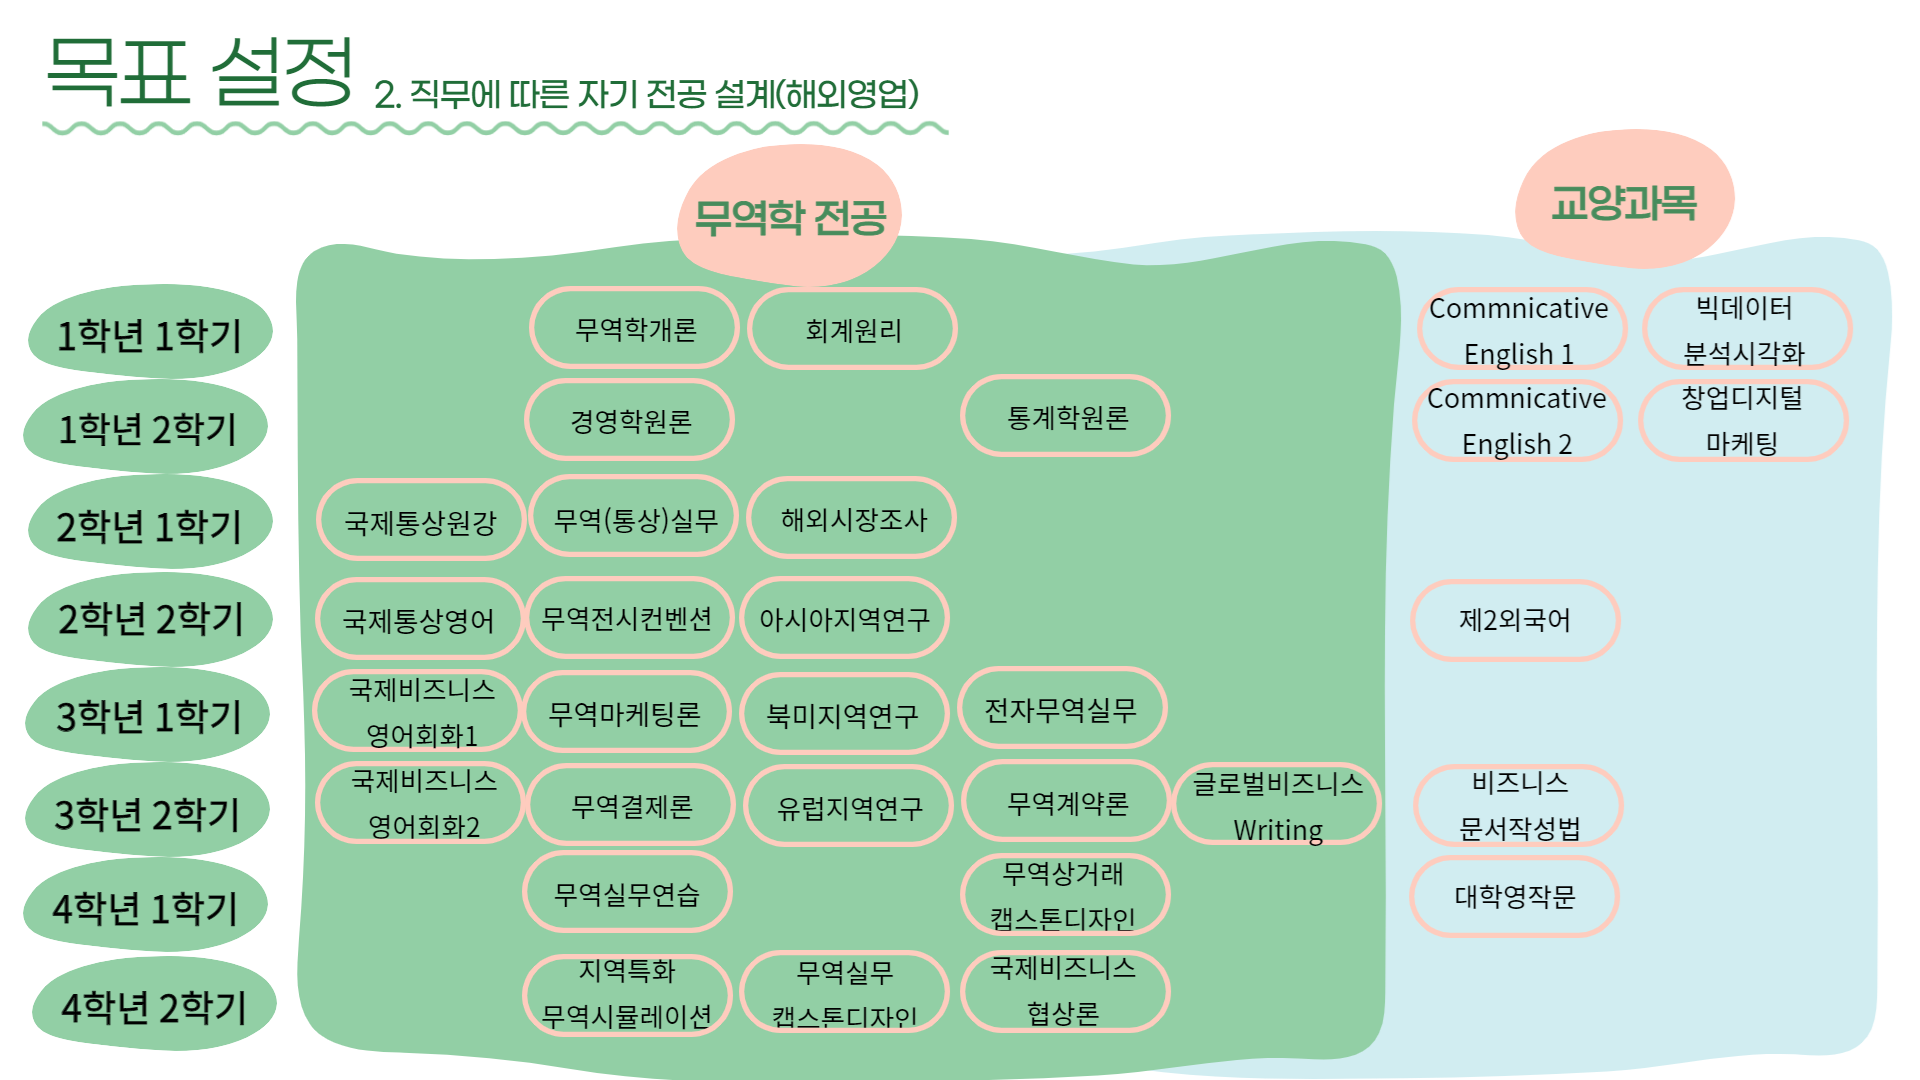 목표 설정 2. 직무에 따른 자기 전공 설계(해외영업)
무역학 전공
교양과목
1학년 1학기
무역학개론
회계원리
Commnicative
English 1
빅데이터
분석시각화
1학년 2학기
경영학원론
통계학원론
Commnicative
English 2
창업디지털
마케팅
2학년 1학기
국제통상원강
무역(통상)실무
해외시장조사
2학년 2학기
국제통상영어
무역전시컨벤션
아시아지역연구
제2외국어
3학년 1학기
국제비즈니스
영어회화1
무역마케팅론
북미지역연구
전자무역실무
3학년 2학기
국제비즈니스
영어회화2
무역결제론
유럽지역연구
무역계약론
글로벌비즈니스
Writing
비즈니스
문서작성법
4학년 1학기
무역실무연습
무역상거래
캡스톤디자인
대학영작문
4학년 2학기
지역특화
무역시뮬레이션
무역실무
캡스톤디자인
국제비즈니스
협상론